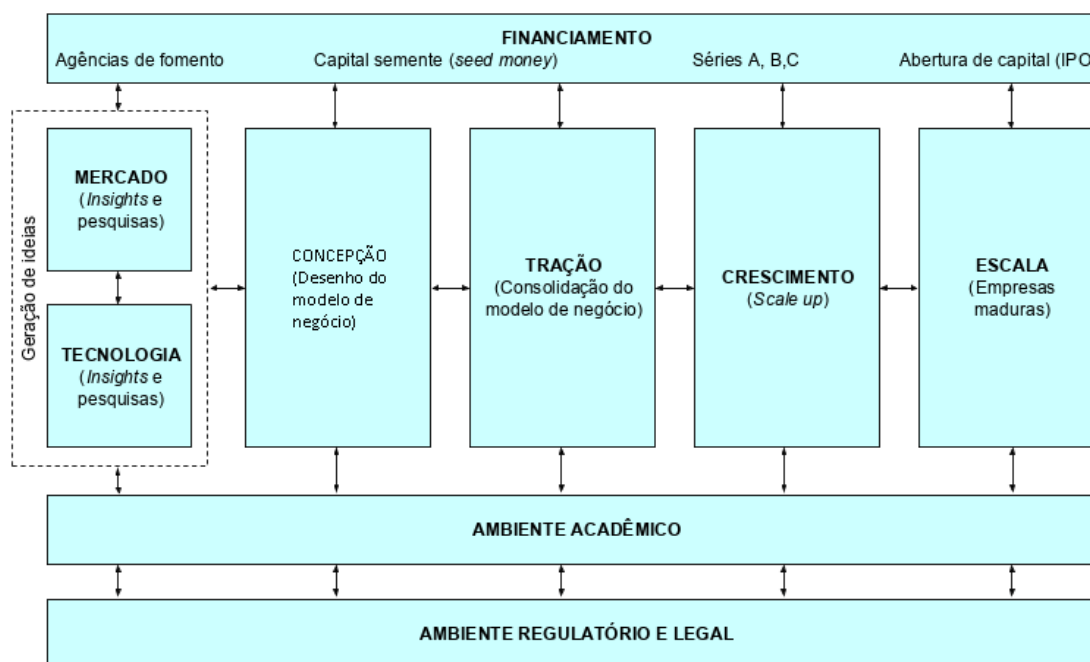 FINANCIAMENTO
Agências de fomento
Capital semente (seed money)
Séries A, B,C
Abertura de capital (IPO)
Geração de ideias
MERCADO
(Insights e
pesquisas)
TECNOLOGIA
(Insights e
pesquisas)
CONCEPÇÃO
(Desenho do
modelo de
negócio)
TRAÇÃO
(Consolidação do
modelo de negócio)
CRESCIMENTO
(Scale up)
ESCALA
(Empresas
maduras)
AMBIENTE ACADÊMICO
AMBIENTE REGULATÓRIO E LEGAL